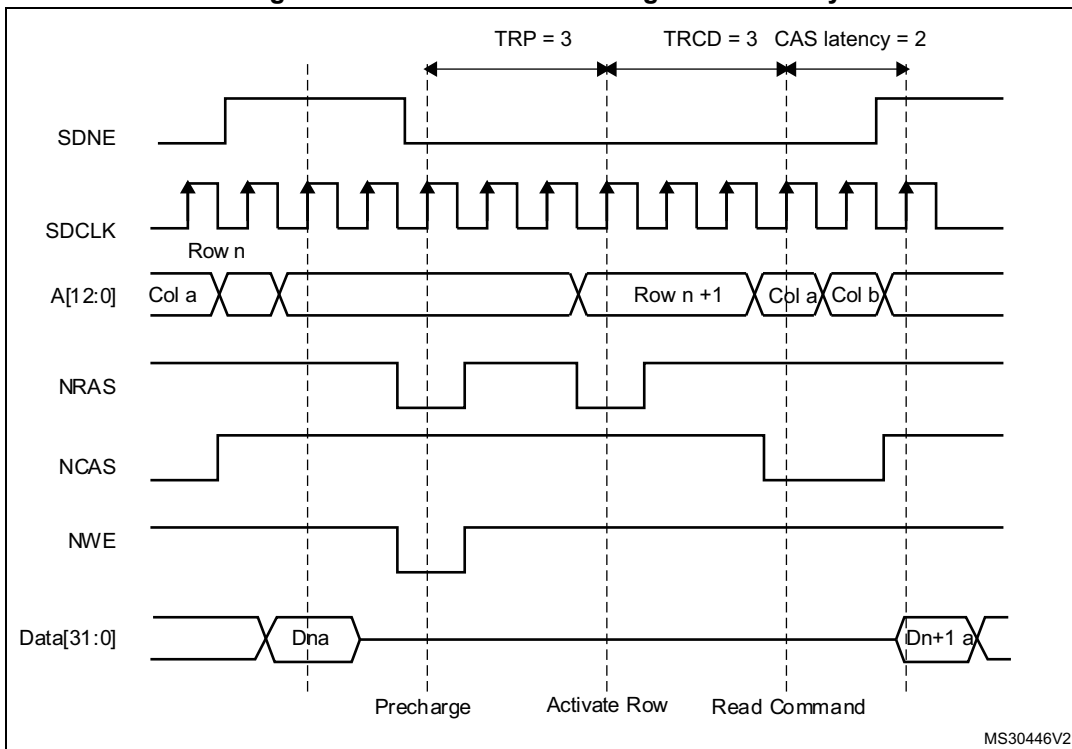 TRP = 3 TRCD = 3 CAS latency = 2
SDNE
SDCLK
Row n
A[12:0] Col a Row n +1 Col a Col b
NRAS
NCAS
NWE
Data[31:0] Dna Dn+1 a
Precharge Activate Row Read Command
MS30446V2